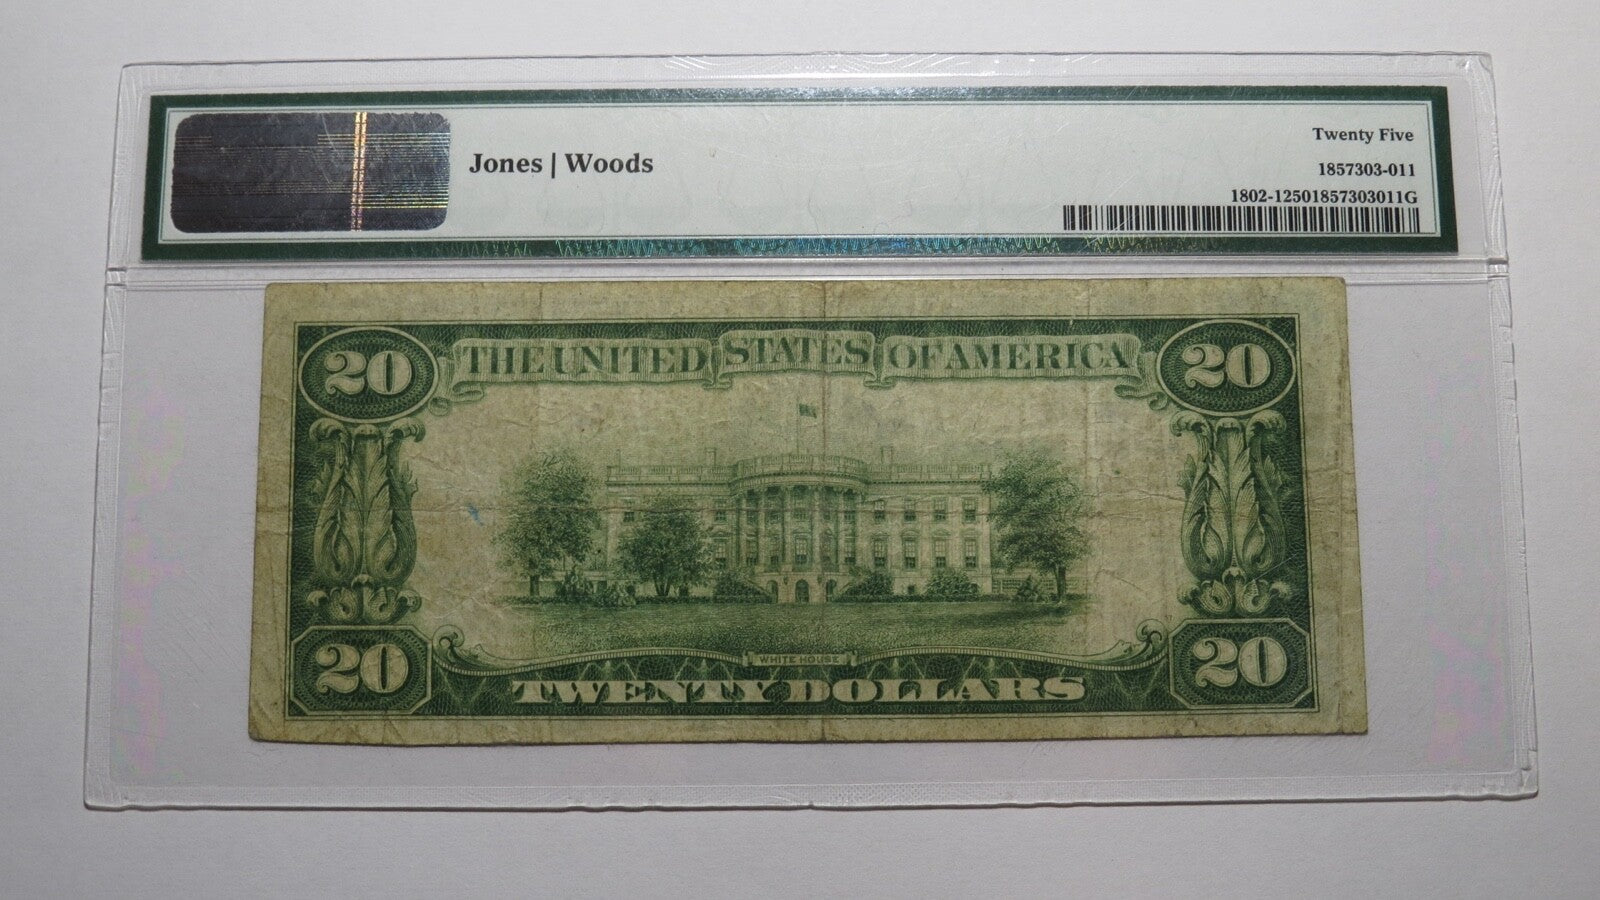 Jones | Woods
Twenty Five
1857303-011
1802-12501857303011G
20 THE UNITED STATES OF AMERICA 20
WHITE HOUSE
20 TWENTY DOLLARS 20